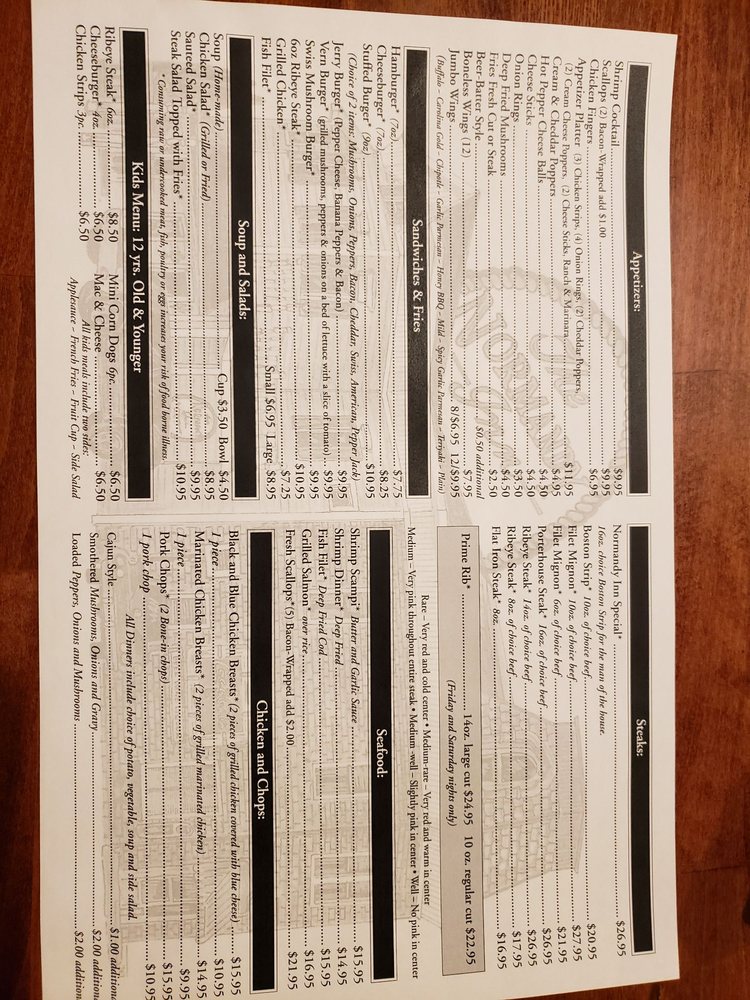 Appetizers:
Shrimp Cocktail $9.95
Scallops (2) Bacon-Wrapped add $1.00 $9.95
Chicken Fingers $6.95
Appetizer Platter (3) Chicken Strips, (4) Onion Rings, (2) Cheddar Poppers,
(2) Cream Cheese Poppers, (2) Cheese Sticks, Ranch & Marinara $11.95
Cream & Cheddar Poppers $4.95
Hot Pepper Cheese Balls $4.50
Cheese Sticks $4.50
Onion Rings $3.50
Deep Fried Mushrooms $4.50
Fries Fresh Cut or Steak $2.50
Beer-Batter Style $0.50 additional
Boneless Wings (12) $7.95
Jumbo Wings 8/$6.95 12/$9.95
(Buffalo ~ Carolina Gold ~ Chipotle ~ Garlic Parmesan ~ Honey BBQ ~ Mild ~ Spicy Garlic Parmesan ~ Teriyaki ~ Plain)
Sandwiches & Fries
Hamburger* (7oz) $7.75
Cheeseburger* (7oz) $8.25
Stuffed Burger* (9oz) $10.95
(Choice of 2 items: Mushrooms, Onions, Peppers, Bacon, Cheddar, Swiss, American, Pepper Jack)
Jerry Burger* (Pepper Cheese, Banana Peppers & Bacon) $9.95
Vern Burger* (grilled mushrooms, peppers & onions on a bed of lettuce with a slice of tomato) $9.95
Swiss Mushroom Burger* $9.95
6oz Ribeye Steak* $10.95
Grilled Chicken* $7.25
Fish Filet* Small $6.95 Large $8.95
Soup and Salads:
Soup (Home-made) Cup $3.50 Bowl $4.50
Chicken Salad* (Grilled or Fried) $8.95
Sauteed Salad* $9.95
Steak Salad Topped with Fries* $10.95
* Consuming raw or undercooked meat, fish, poultry or eggs increases your risk of food borne illness.
Kids Menu: 12 yrs. Old & Younger
Ribeye Steak* 6oz. $8.50
Cheeseburger* 4oz. $6.50
Chicken Strips 3pc. $6.50
Mini Corn Dogs 6pc. $6.50
Mac & Cheese $6.50
All kids meals include two sides:
Applesauce ~ French Fries ~ Fruit Cup ~ Side Salad
Steaks:
Normandy Inn Special* $26.95
16oz. choice Boston Strip for the man of the house.
Boston Strip* 10oz. of choice beef $20.95
Filet Mignon* 10oz. of choice beef $27.95
Filet Mignon* 6oz. of choice beef $21.95
Porterhouse Steak* 16oz. of choice beef $26.95
Ribeye Steak* 14oz. of choice beef $26.95
Ribeye Steak* 8oz. of choice beef $17.95
Flat Iron Steak* 8oz. $16.95
Prime Rib* 14oz. large cut $24.95 10 oz. regular cut $22.95
(Friday and Saturday nights only)
Rare ~ Very red and cold center • Medium-rare ~ Very red and warm in center
Medium ~ Very pink throughout entire steak • Medium -well ~ Slightly pink in center • Well ~ No pink in center
Seafood:
Shrimp Scampi* Butter and Garlic Sauce $15.95
Shrimp Dinner* Deep Fried $14.95
Fish Filet* Deep Fried Cod $15.95
Grilled Salmon* over rice $16.95
Fresh Scallops*(5) Bacon-Wrapped add $2.00 $21.95
Chicken and Chops:
Black and Blue Chicken Breasts* (2 pieces of grilled chicken covered with blue cheese) $15.95
1 piece $10.95
Marinated Chicken Breasts* (2 pieces of grilled marinated chicken) $14.95
1 piece $9.95
Pork Chops* (2 Bone-in chops) $15.95
1 pork chop $10.95
All Dinners include choice of potato, vegetable, soup and side salad.
Cajun Style $1.00 addition
Smothered Mushrooms, Onions and Gravy $2.00 addition
Loaded Peppers, Onions and Mushrooms $2.00 addition